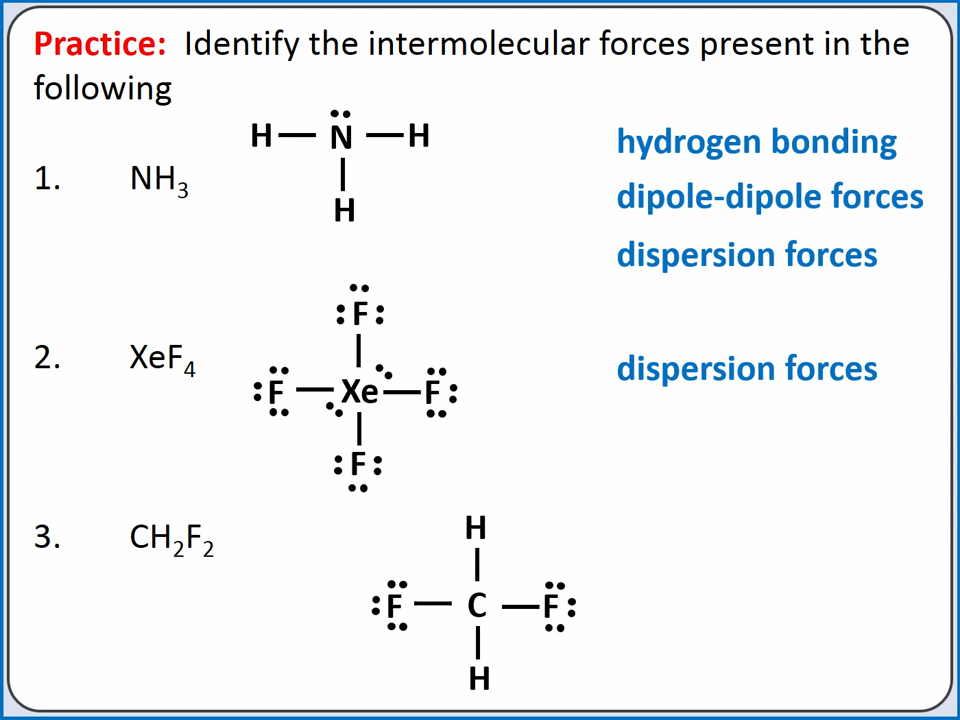 Practice: Identify the intermolecular forces present in the
following
H — N — H
hydrogen bonding
1. NH₃
dipole-dipole forces
H
dispersion forces
F
2. XeF₄
dispersion forces
F — Xe — F
F
H
3. CH₂F₂
F — C — F
H